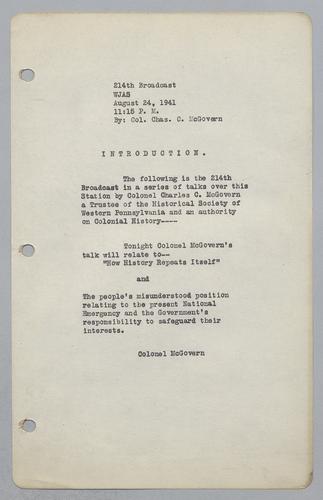 214th Broadcast
WJAS
August 24, 1941
11:15 P. M.
By: Col. Chas. C. McGovern
INTRODUCTION.
The following is the 214th
Broadcast in a series of talks over this
Station by Colonel Charles C. McGovern
a Trustee of the Historical Society of
Western Pennsylvania and an authority
on Colonial History----
Tonight Colonel McGovern's
talk will relate to--
"How History Repeats Itself"
and
The people's misunderstood position
relating to the present National
Emergency and the Government's
responsibility to safeguard their
interests.
Colonel McGovern